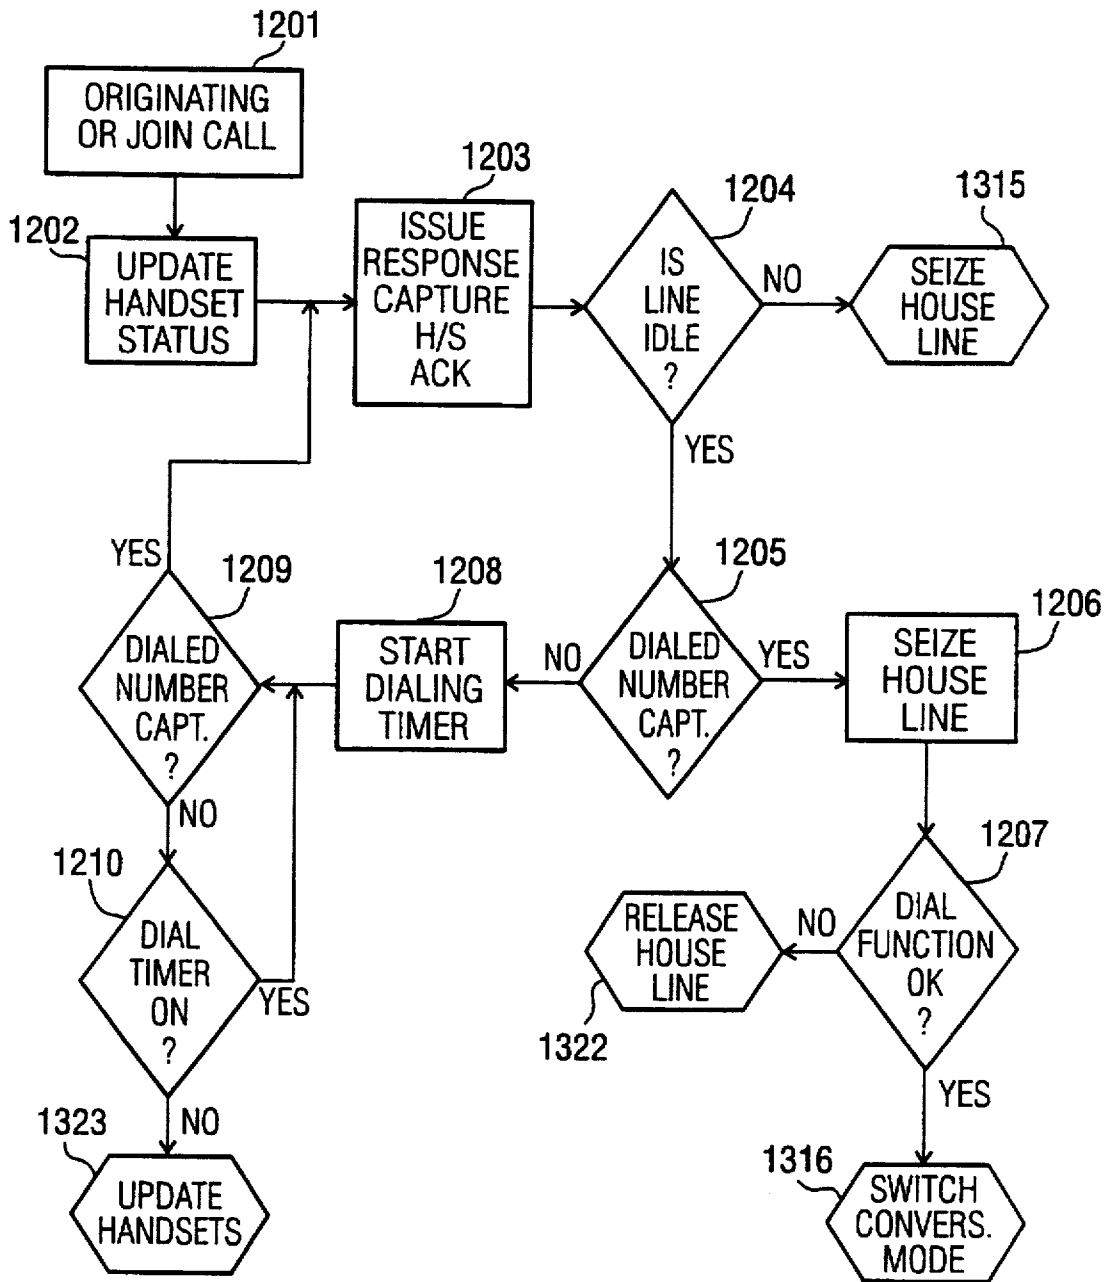 1201
ORIGINATING
OR JOIN CALL
1202
UPDATE
HANDSET
STATUS
1203
ISSUE
RESPONSE
CAPTURE
H/S
ACK
1204
IS
LINE
IDLE
?
NO
1315
SEIZE
HOUSE
LINE
YES
1205
DIALED
NUMBER
CAPT.
?
YES
1206
SEIZE
HOUSE
LINE
NO
1208
START
DIALING
TIMER
1209
DIALED
NUMBER
CAPT.
?
YES
NO
1210
DIAL
TIMER
ON
?
YES
NO
1323
UPDATE
HANDSETS
1207
DIAL
FUNCTION
OK
?
NO
RELEASE
HOUSE
LINE
1322
YES
1316
SWITCH
CONVERS.
MODE